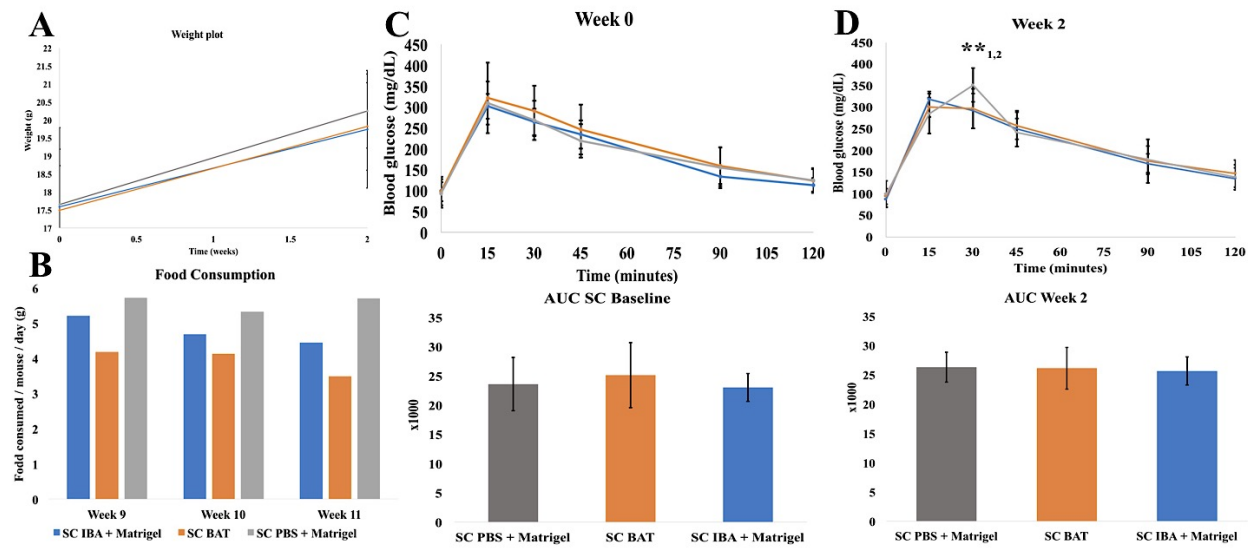 A
Weight plot
22
21.5
21
20.5
20
19.5
19
18.5
18
17.5
17
Weight (g)
0
0.5
1
1.5
2
Time (weeks)
B
Food Consumption
6
5
4
3
2
1
0
Fodd consumed / mouse / day (g)
Week 9
Week 10
Week 11
SC IBA + Matrigel
SC BAT
SC PBS + Matrigel
C
Week 0
450
400
350
300
250
200
150
100
50
0
Blood glucose (mg/dL)
0
15
30
45
60
75
90
105
120
Time (minutes)
AUC SC Baseline
35
30
25
20
15
10
5
0
x1000
SC PBS + Matrigel
SC BAT
SC IBA + Matrigel
D
Week 2
**1,2
450
400
350
300
250
200
150
100
50
0
Blood glucose (mg/dL)
0
15
30
45
60
75
90
105
120
Time (minutes)
AUC Week 2
35
30
25
20
15
10
5
0
x1000
SC PBS + Matrigel
SC BAT
SC IBA + Matrigel